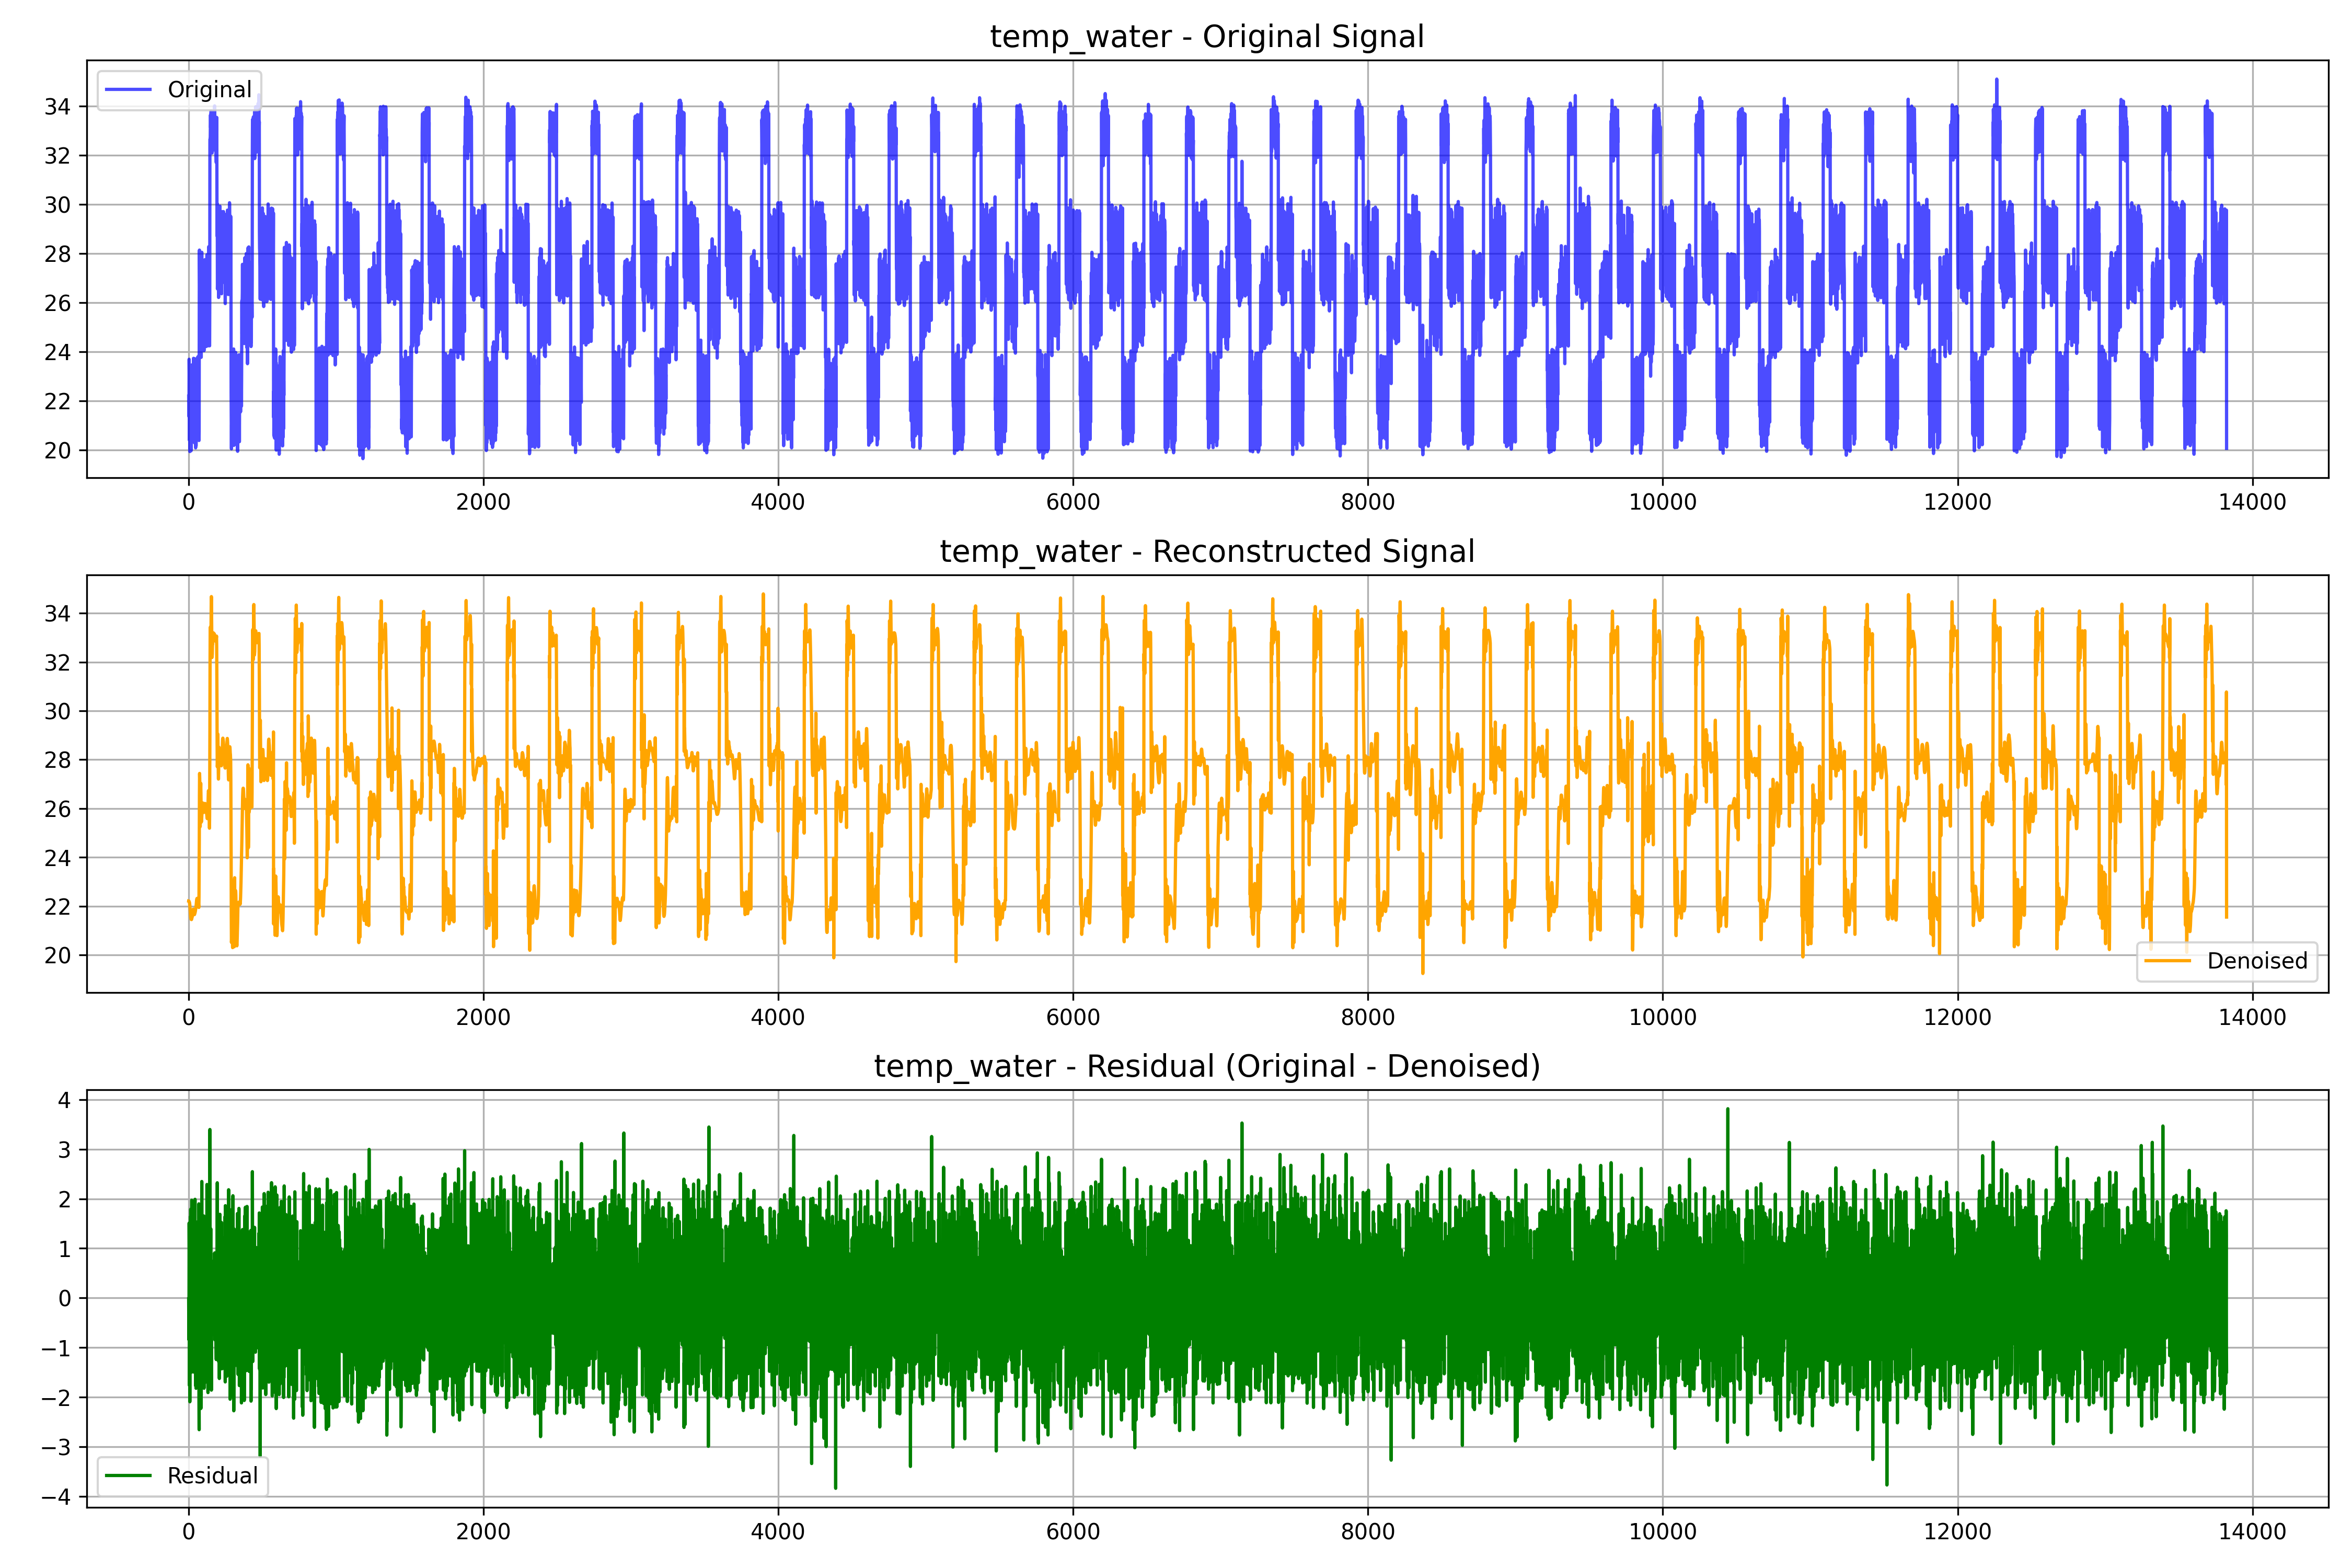 temp_water - Original Signal
Original
34
32
30
28
26
24
22
20
0 2000 4000 6000 8000 10000 12000 14000
temp_water - Reconstructed Signal
34
32
30
28
26
24
22
20
Denoised
0 2000 4000 6000 8000 10000 12000 14000
temp_water - Residual (Original - Denoised)
4
3
2
1
0
−1
−2
−3
Residual
−4
0 2000 4000 6000 8000 10000 12000 14000